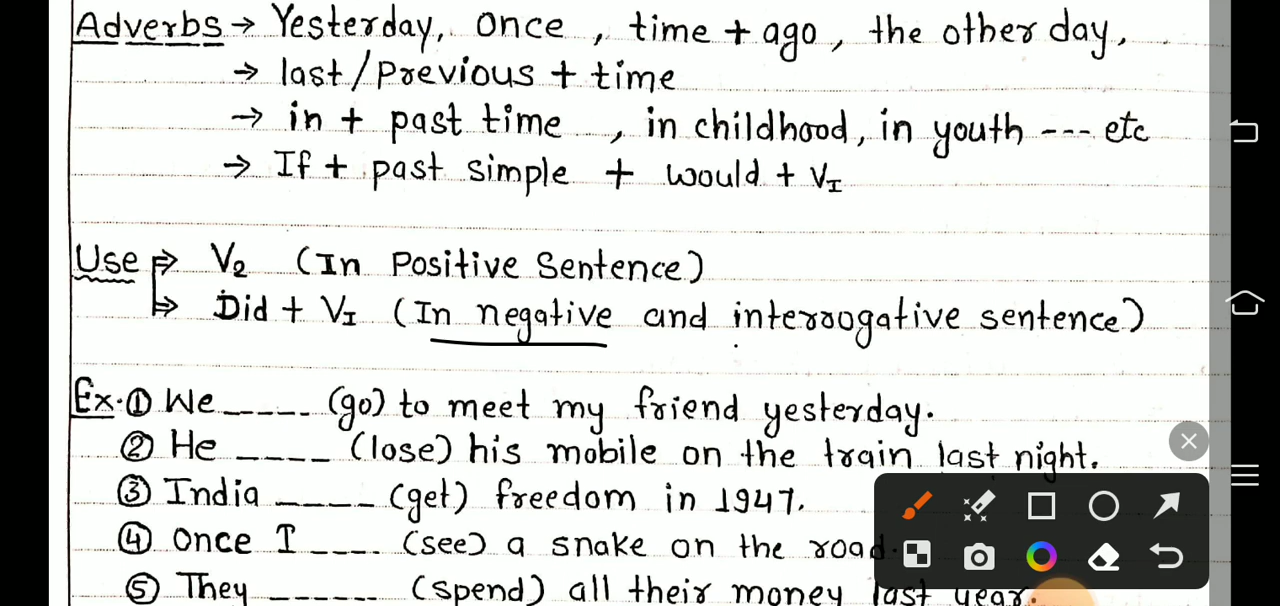 Adverbs → Yesterday, once, time + ago, the other day,
→ last/Previous + time
→ in + past time, in childhood, in youth --- etc
→ If + past simple + would + V_I
Use ⇒ V₂ (In Positive Sentence)
⇒ Did + V_I (In negative and interrogative sentence)
Ex. ① We ____ (go) to meet my friend yesterday.
② He ____ (lose) his mobile on the train last night.
③ India ____ (get) freedom in 1947.
④ Once I ____ (see) a snake on the road.
⑤ They ______ (spend) all their money last year.